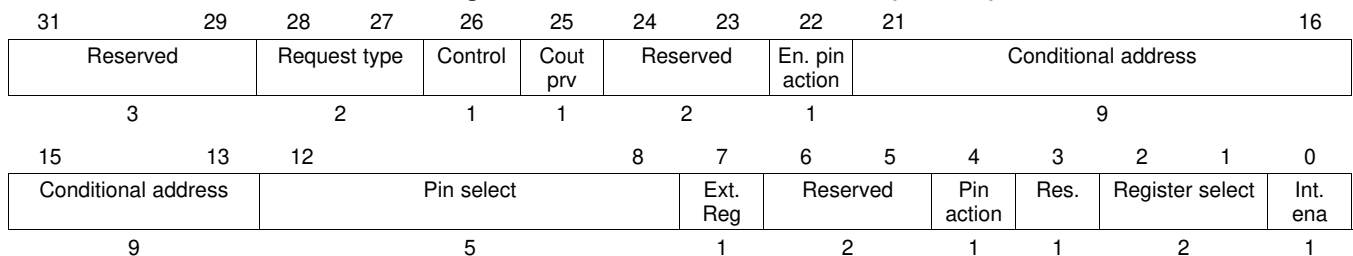 31 29 28 27 26 25 24 23 22 21 16
Reserved Request type Control Cout prv Reserved En. pin action Conditional address
3 2 1 1 2 1 9
15 13 12 8 7 6 5 4 3 2 1 0
Conditional address Pin select Ext. Reg Reserved Pin action Res. Register select Int. ena
9 5 1 2 1 1 2 1